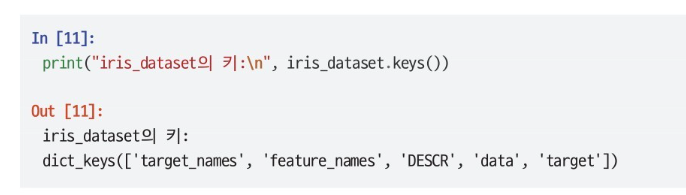 In [11]:
print("iris_dataset의 키:\n", iris_dataset.keys())
Out [11]:
iris_dataset의 키:
dict_keys(['target_names', 'feature_names', 'DESCR', 'data', 'target'])